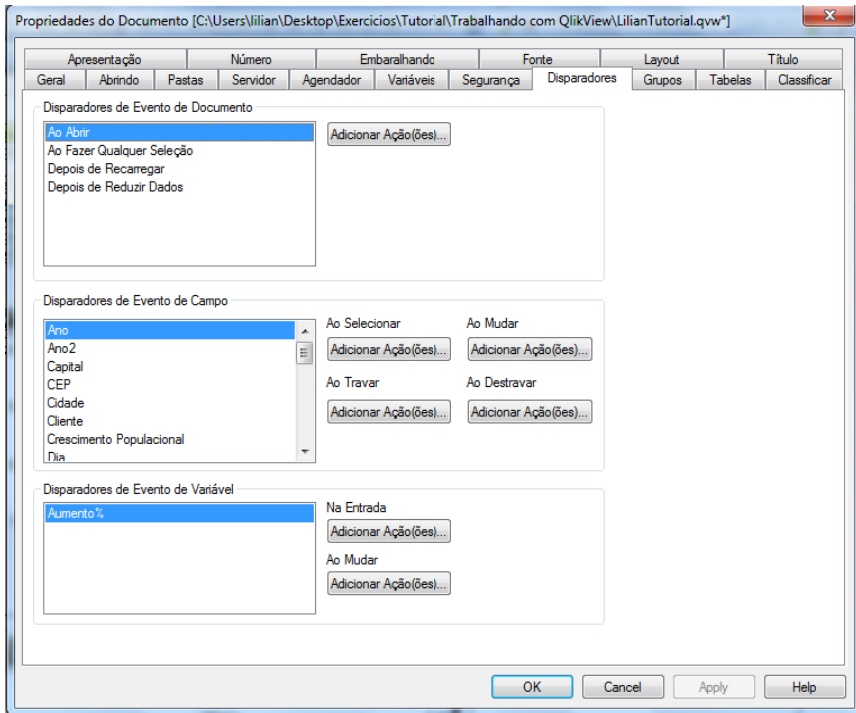 Propriedades do Documento [C:\Users\lilian\Desktop\Exercicios\Tutorial\Trabalhando com QlikView\LilianTutorial.qvw*]
Apresentação Número Embaralhando Fonte Layout Título
Geral Abrindo Pastas Servidor Agendador Variáveis Segurança Disparadores Grupos Tabelas Classificar
Disparadores de Evento de Documento
Ao Abrir
Adicionar Ação(ões)...
Ao Fazer Qualquer Seleção
Depois de Recarregar
Depois de Reduzir Dados
Disparadores de Evento de Campo
Ano
Ano2
Capital
CEP
Cidade
Cliente
Crescimento Populacional
Dia
Ao Selecionar Ao Mudar
Adicionar Ação(ões)... Adicionar Ação(ões)...
Ao Travar Ao Destravar
Adicionar Ação(ões)... Adicionar Ação(ões)...
Disparadores de Evento de Variável
Aumento%
Na Entrada
Adicionar Ação(ões)...
Ao Mudar
Adicionar Ação(ões)...
OK Cancel Apply Help